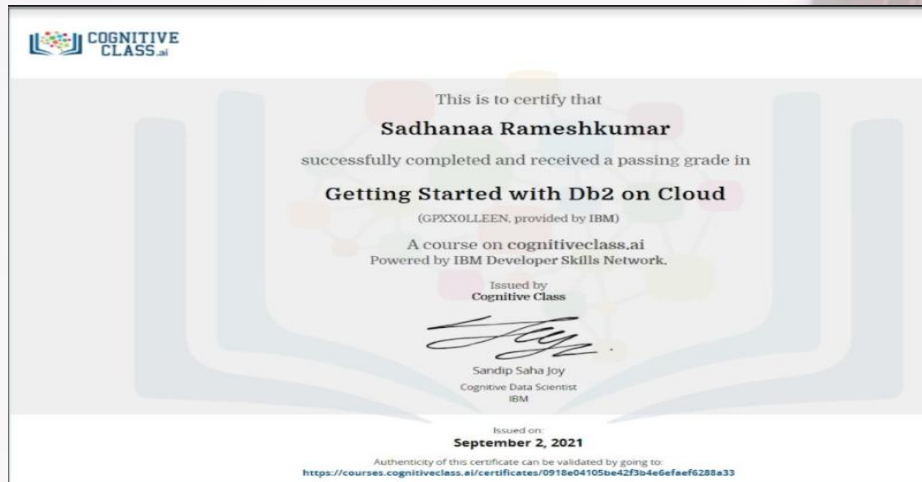 COGNITIVE
CLASS.ai
This is to certify that
Sadhanaa Rameshkumar
successfully completed and received a passing grade in
Getting Started with Db2 on Cloud
(GPXX0LLEEN, provided by IBM)
A course on cognitiveclass.ai
Powered by IBM Developer Skills Network.
Issued by
Cognitive Class
Sandip Saha Joy
Cognitive Data Scientist
IBM
Issued on:
September 2, 2021
Authenticity of this certificate can be validated by going to:
https://courses.cognitiveclass.ai/certificates/0918e04105be42f3b4e6efaef6288a33